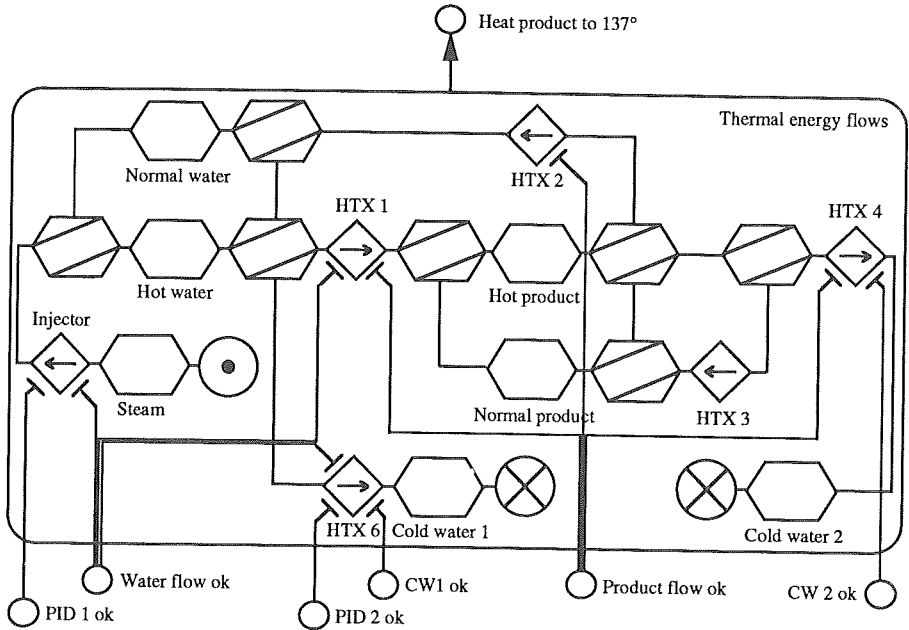 Heat product to 137°
Thermal energy flows
Normal water
HTX 2
HTX 1
HTX 4
Hot water
Hot product
Injector
Steam
Normal product
HTX 3
HTX 6
Cold water 1
Cold water 2
Water flow ok
CW1 ok
Product flow ok
CW 2 ok
PID 1 ok
PID 2 ok